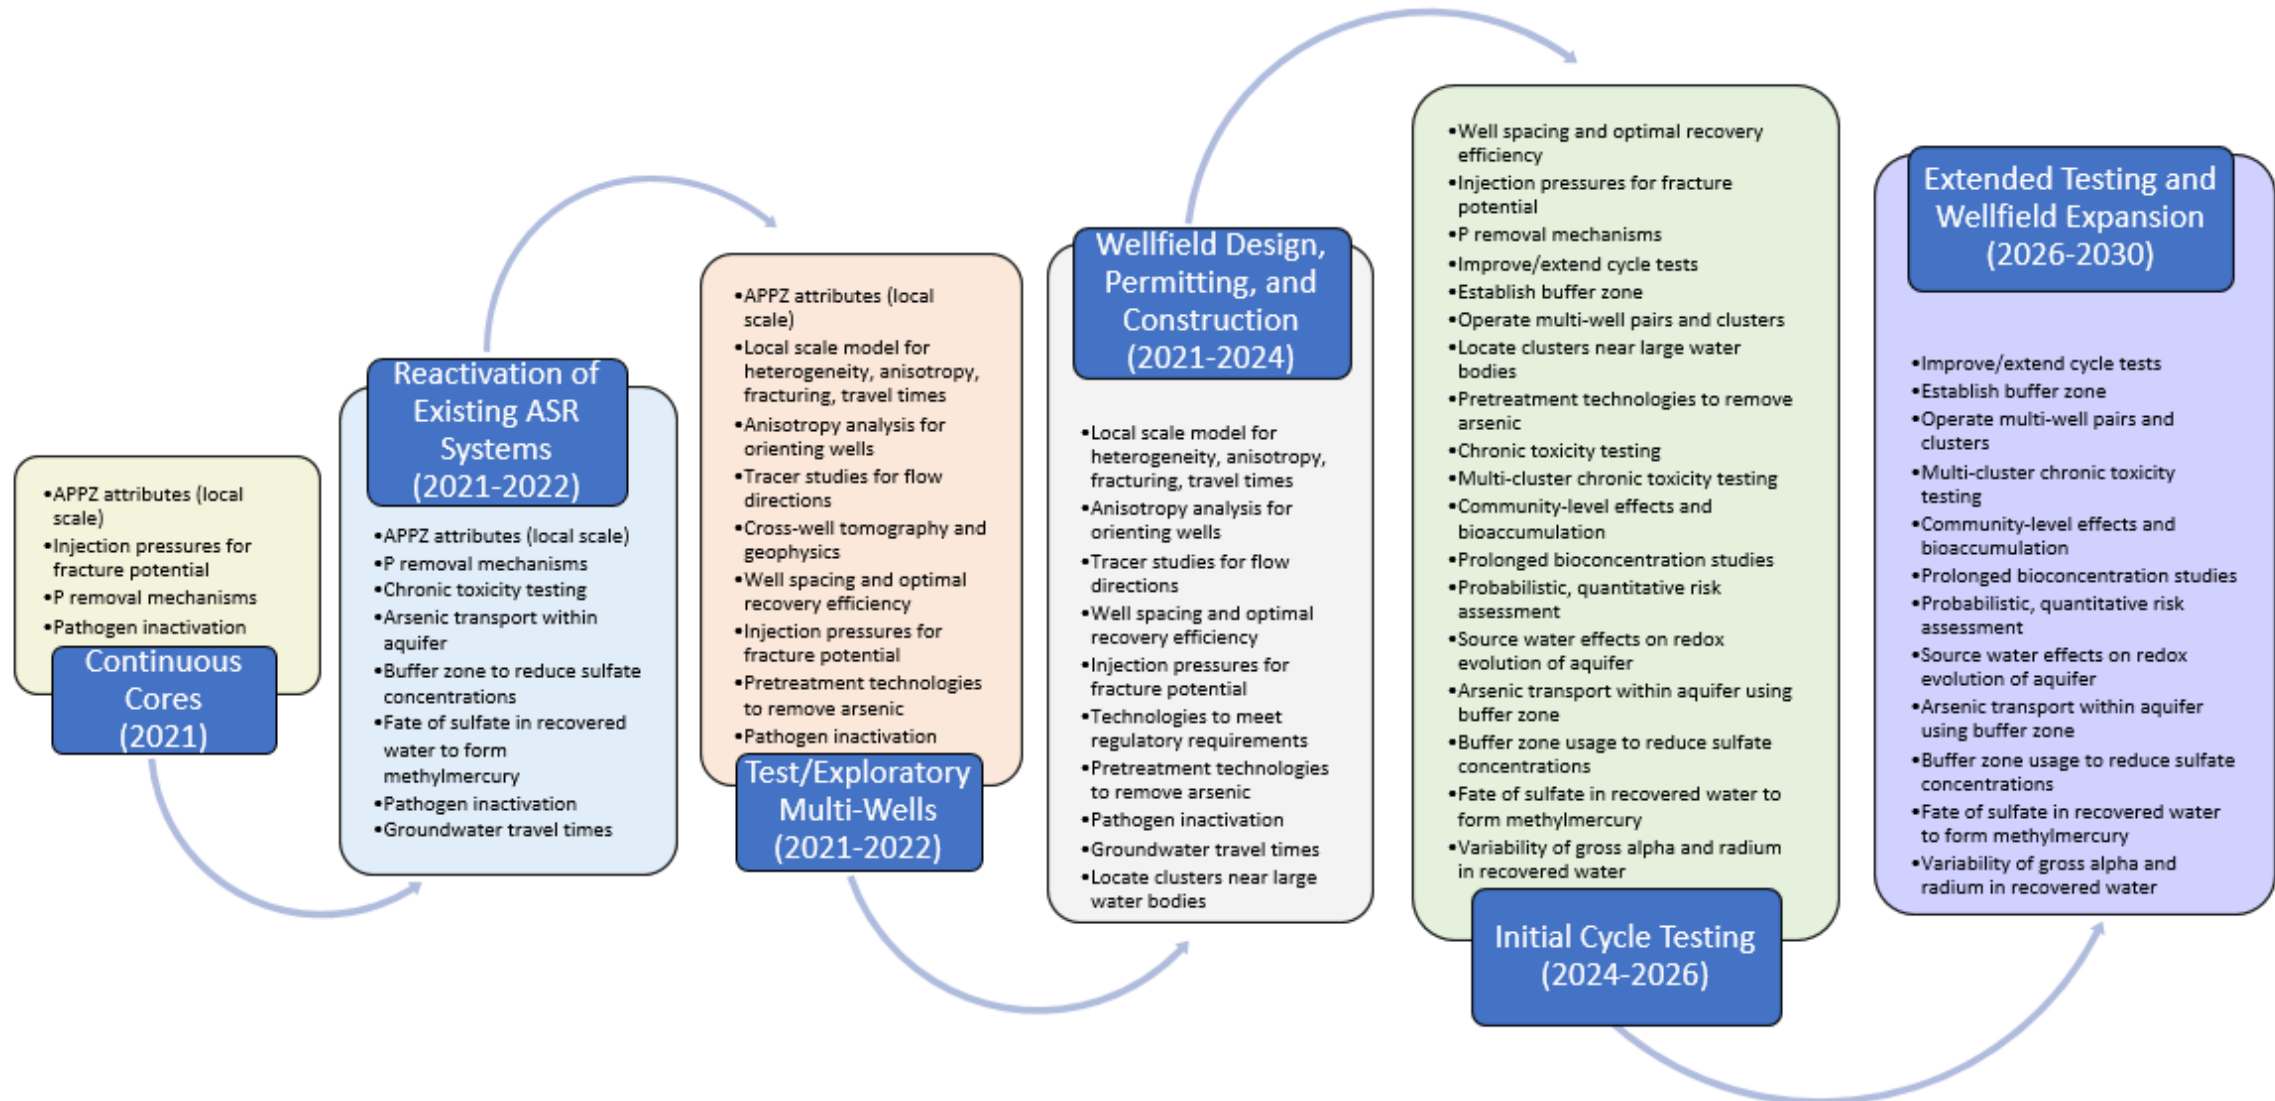 •APPZ attributes (local
scale)
•Injection pressures for
fracture potential
•P removal mechanisms
•Pathogen inactivation
Continuous
Cores
(2021)
Reactivation of
Existing ASR
Systems
(2021-2022)
•APPZ attributes (local scale)
•P removal mechanisms
•Chronic toxicity testing
•Arsenic transport within
aquifer
•Buffer zone to reduce sulfate
concentrations
•Fate of sulfate in recovered
water to form
methylmercury
•Pathogen inactivation
•Groundwater travel times
•APPZ attributes (local
scale)
•Local scale model for
heterogeneity, anisotropy,
fracturing, travel times
•Anisotropy analysis for
orienting wells
•Tracer studies for flow
directions
•Cross-well tomography and
geophysics
•Well spacing and optimal
recovery efficiency
•Injection pressures for
fracture potential
•Pretreatment technologies
to remove arsenic
•Pathogen inactivation
Test/Exploratory
Multi-Wells
(2021-2022)
Wellfield Design,
Permitting, and
Construction
(2021-2024)
•Local scale model for
heterogeneity, anisotropy,
fracturing, travel times
•Anisotropy analysis for
orienting wells
•Tracer studies for flow
directions
•Well spacing and optimal
recovery efficiency
•Injection pressures for
fracture potential
•Technologies to meet
regulatory requirements
•Pretreatment technologies
to remove arsenic
•Pathogen inactivation
•Groundwater travel times
•Locate clusters near large
water bodies
•Well spacing and optimal recovery
efficiency
•Injection pressures for fracture
potential
•P removal mechanisms
•Improve/extend cycle tests
•Establish buffer zone
•Operate multi-well pairs and clusters
•Locate clusters near large water
bodies
•Pretreatment technologies to remove
arsenic
•Chronic toxicity testing
•Multi-cluster chronic toxicity testing
•Community-level effects and
bioaccumulation
•Prolonged bioconcentration studies
•Probabilistic, quantitative risk
assessment
•Source water effects on redox
evolution of aquifer
•Arsenic transport within aquifer using
buffer zone
•Buffer zone usage to reduce sulfate
concentrations
•Fate of sulfate in recovered water to
form methylmercury
•Variability of gross alpha and radium
in recovered water
Initial Cycle Testing
(2024-2026)
Extended Testing and
Wellfield Expansion
(2026-2030)
•Improve/extend cycle tests
•Establish buffer zone
•Operate multi-well pairs and
clusters
•Multi-cluster chronic toxicity
testing
•Community-level effects and
bioaccumulation
•Prolonged bioconcentration studies
•Probabilistic, quantitative risk
assessment
•Source water effects on redox
evolution of aquifer
•Arsenic transport within aquifer
using buffer zone
•Buffer zone usage to reduce sulfate
concentrations
•Fate of sulfate in recovered water
to form methylmercury
•Variability of gross alpha and
radium in recovered water